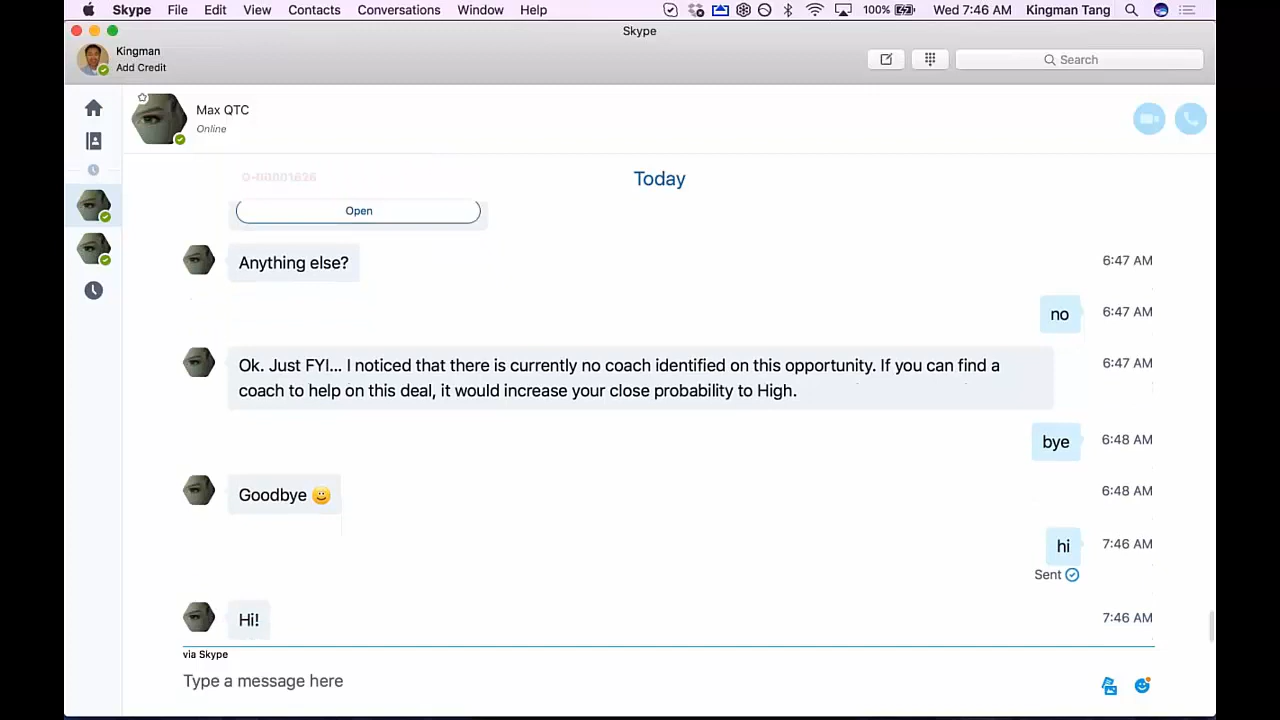 Skype File Edit View Contacts Conversations Window Help 100% Wed 7:46 AM Kingman Tang
Skype
Kingman
Add Credit
Search
Max QTC
Online
Today
Open
Anything else?
6:47 AM
no
6:47 AM
Ok. Just FYI... I noticed that there is currently no coach identified on this opportunity. If you can find a
6:47 AM
coach to help on this deal, it would increase your close probability to High.
bye
6:48 AM
Goodbye
6:48 AM
hi
7:46 AM
Sent
Hi!
7:46 AM
via Skype
Type a message here